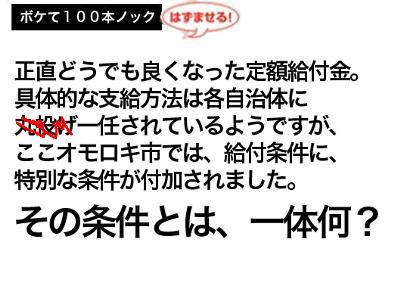 ボケて１００本ノック
はずませる！
正直どうでも良くなった定額給付金。
具体的な支給方法は各自治体に
丸投げ一任されているようですが、
ここオモロキ市では、給付条件に、
特別な条件が付加されました。
その条件とは、一体何？